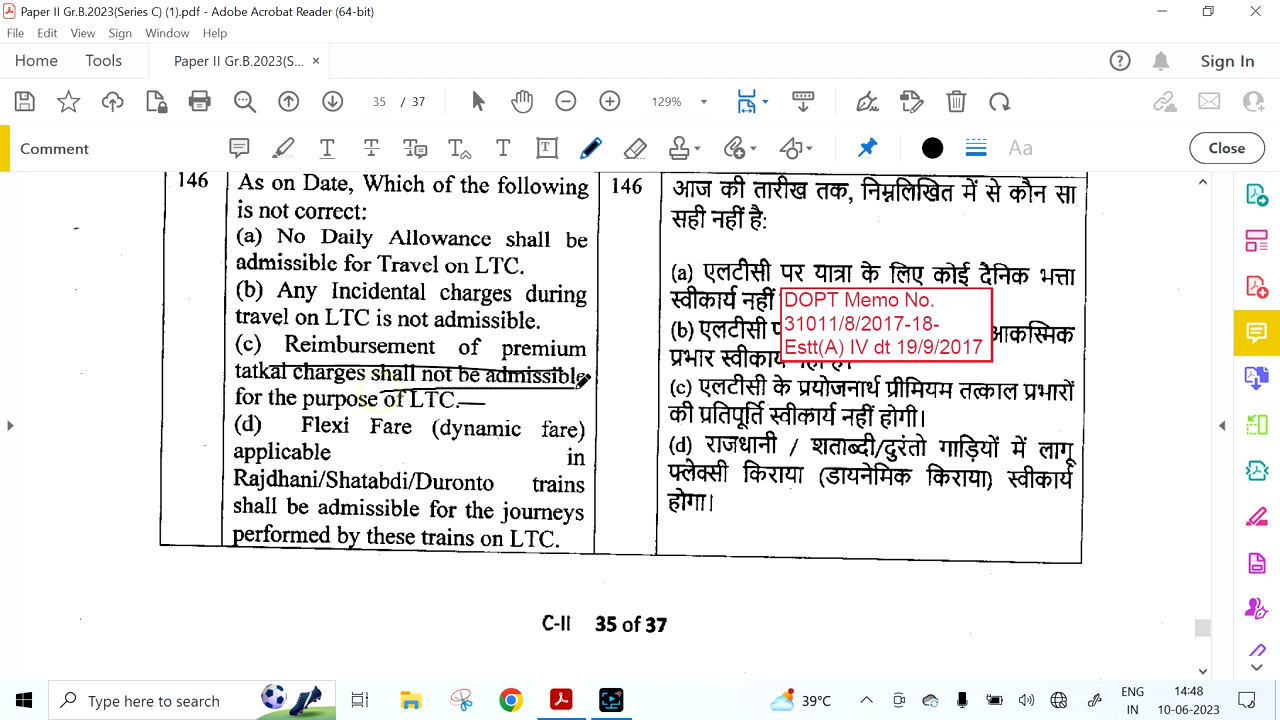 Paper II Gr.B.2023(Series C) (1).pdf - Adobe Acrobat Reader (64-bit)
File Edit View Sign Window Help
Home Tools Paper II Gr.B.2023(S... × Sign In
35 / 37 129%
Comment Aa Close
146 As on Date, Which of the following
is not correct:
(a) No Daily Allowance shall be
admissible for Travel on LTC.
(b) Any Incidental charges during
travel on LTC is not admissible.
(c) Reimbursement of premium
tatkal charges shall not be admissible
for the purpose of LTC.
(d) Flexi Fare (dynamic fare)
applicable in
Rajdhani/Shatabdi/Duronto trains
shall be admissible for the journeys
performed by these trains on LTC.
146 आज की तारीख तक, निम्नलिखित में से कौन सा
सही नहीं है:
(a) एलटीसी पर यात्रा के लिए कोई दैनिक भत्ता
स्वीकार्य नहीं
(b) एलटीसी आकस्मिक
प्रभार स्वीकार्य
(c) एलटीसी के प्रयोजनार्थ प्रीमियम तत्काल प्रभारों
की प्रतिपूर्ति स्वीकार्य नहीं होगी।
(d) राजधानी / शताब्दी/दुरंतो गाड़ियों में लागू
फ्लेक्सी किराया (डायनेमिक किराया) स्वीकार्य
होगा।
DOPT Memo No.
31011/8/2017-18-
Estt(A) IV dt 19/9/2017
C-II 35 of 37
Type here to search 39°C ENG 14:48
IN 10-06-2023